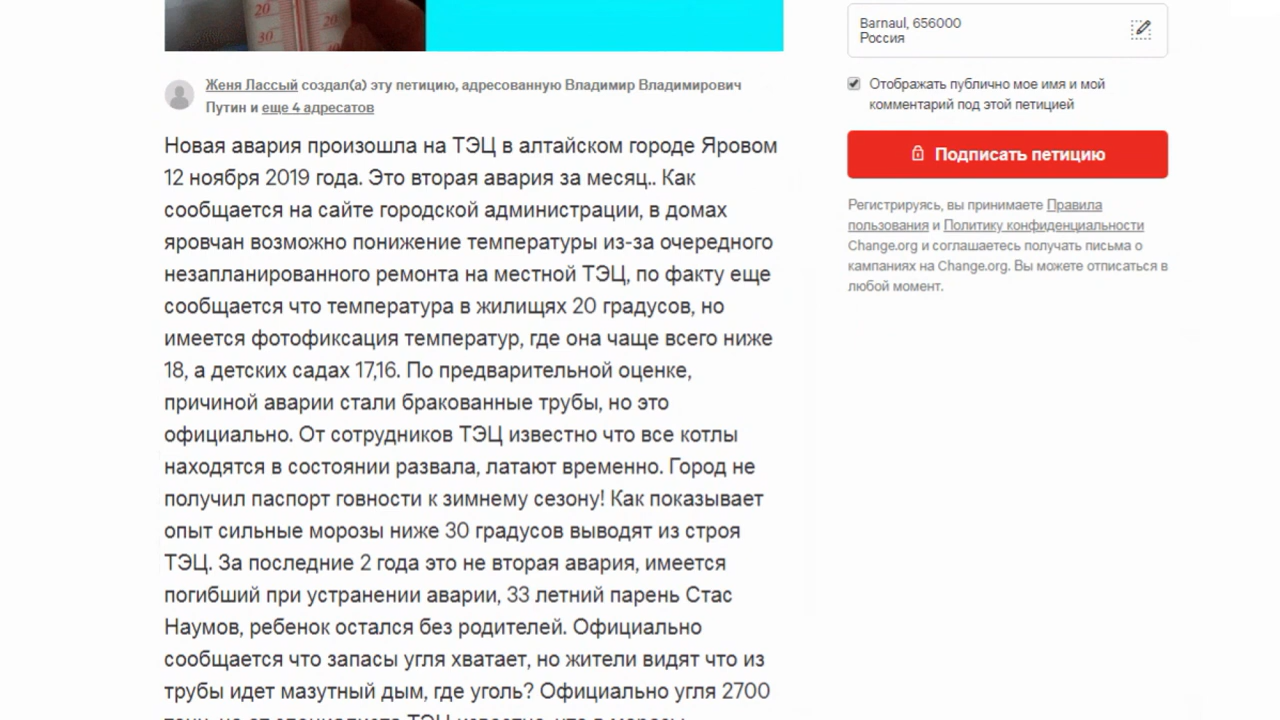 20
20
30
Женя Лассый создал(а) эту петицию, адресованную Владимир Владимирович
Путин и еще 4 адресатов
Новая авария произошла на ТЭЦ в алтайском городе Яровом
12 ноября 2019 года. Это вторая авария за месяц.. Как
сообщается на сайте городской администрации, в домах
яровчан возможно понижение температуры из-за очередного
незапланированного ремонта на местной ТЭЦ, по факту еще
сообщается что температура в жилищях 20 градусов, но
имеется фотофиксация температур, где она чаще всего ниже
18, а детских садах 17,16. По предварительной оценке,
причиной аварии стали бракованные трубы, но это
официально. От сотрудников ТЭЦ известно что все котлы
находятся в состоянии развала, латают временно. Город не
получил паспорт говности к зимнему сезону! Как показывает
опыт сильные морозы ниже 30 градусов выводят из строя
ТЭЦ. За последние 2 года это не вторая авария, имеется
погибший при устранении аварии, 33 летний парень Стас
Наумов, ребенок остался без родителей. Официально
сообщается что запасы угля хватает, но жители видят что из
трубы идет мазутный дым, где уголь? Официально угля 2700
Barnaul, 656000
Россия
Отображать публично мое имя и мой
комментарий под этой петицией
Подписать петицию
Регистрируясь, вы принимаете Правила
пользования и Политику конфиденциальности
Change.org и соглашаетесь получать письма о
кампаниях на Change.org. Вы можете отписаться в
любой момент.